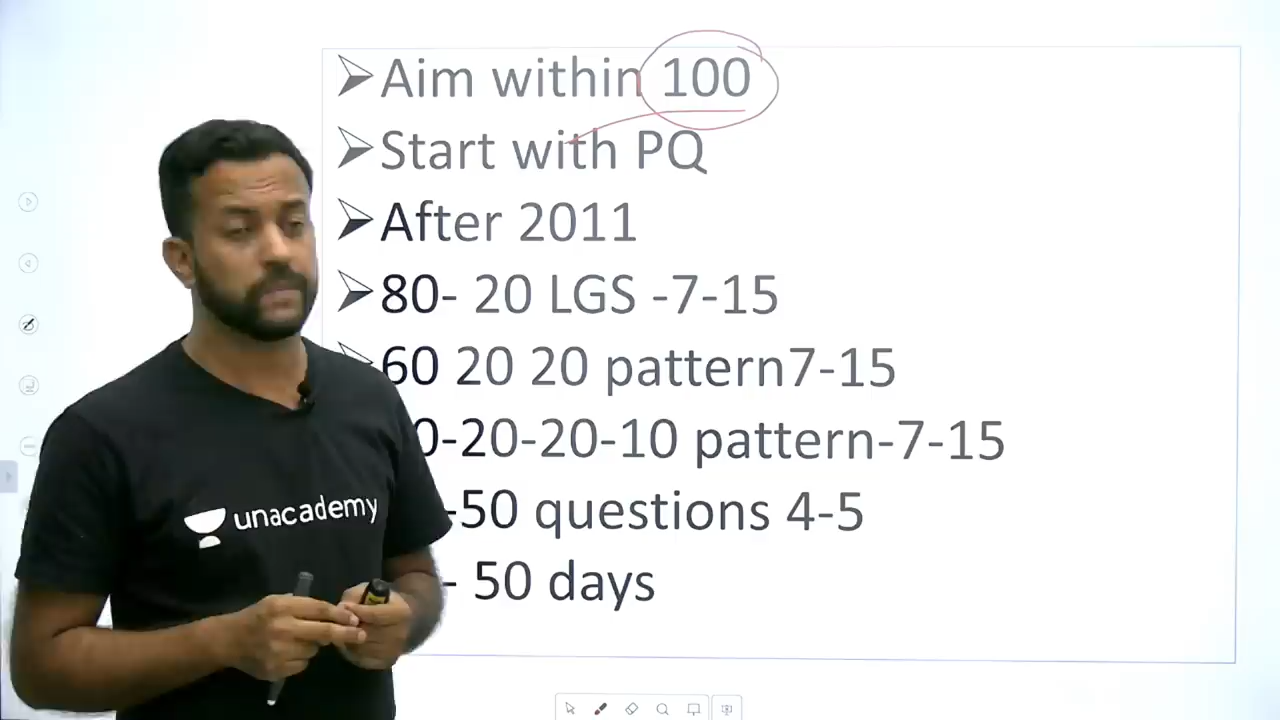 Aim within 100
Start with PQ
After 2011
80- 20 LGS -7-15
60 20 20 pattern7-15
0-20-20-10 pattern-7-15
-50 questions 4-5
- 50 days
unacademy